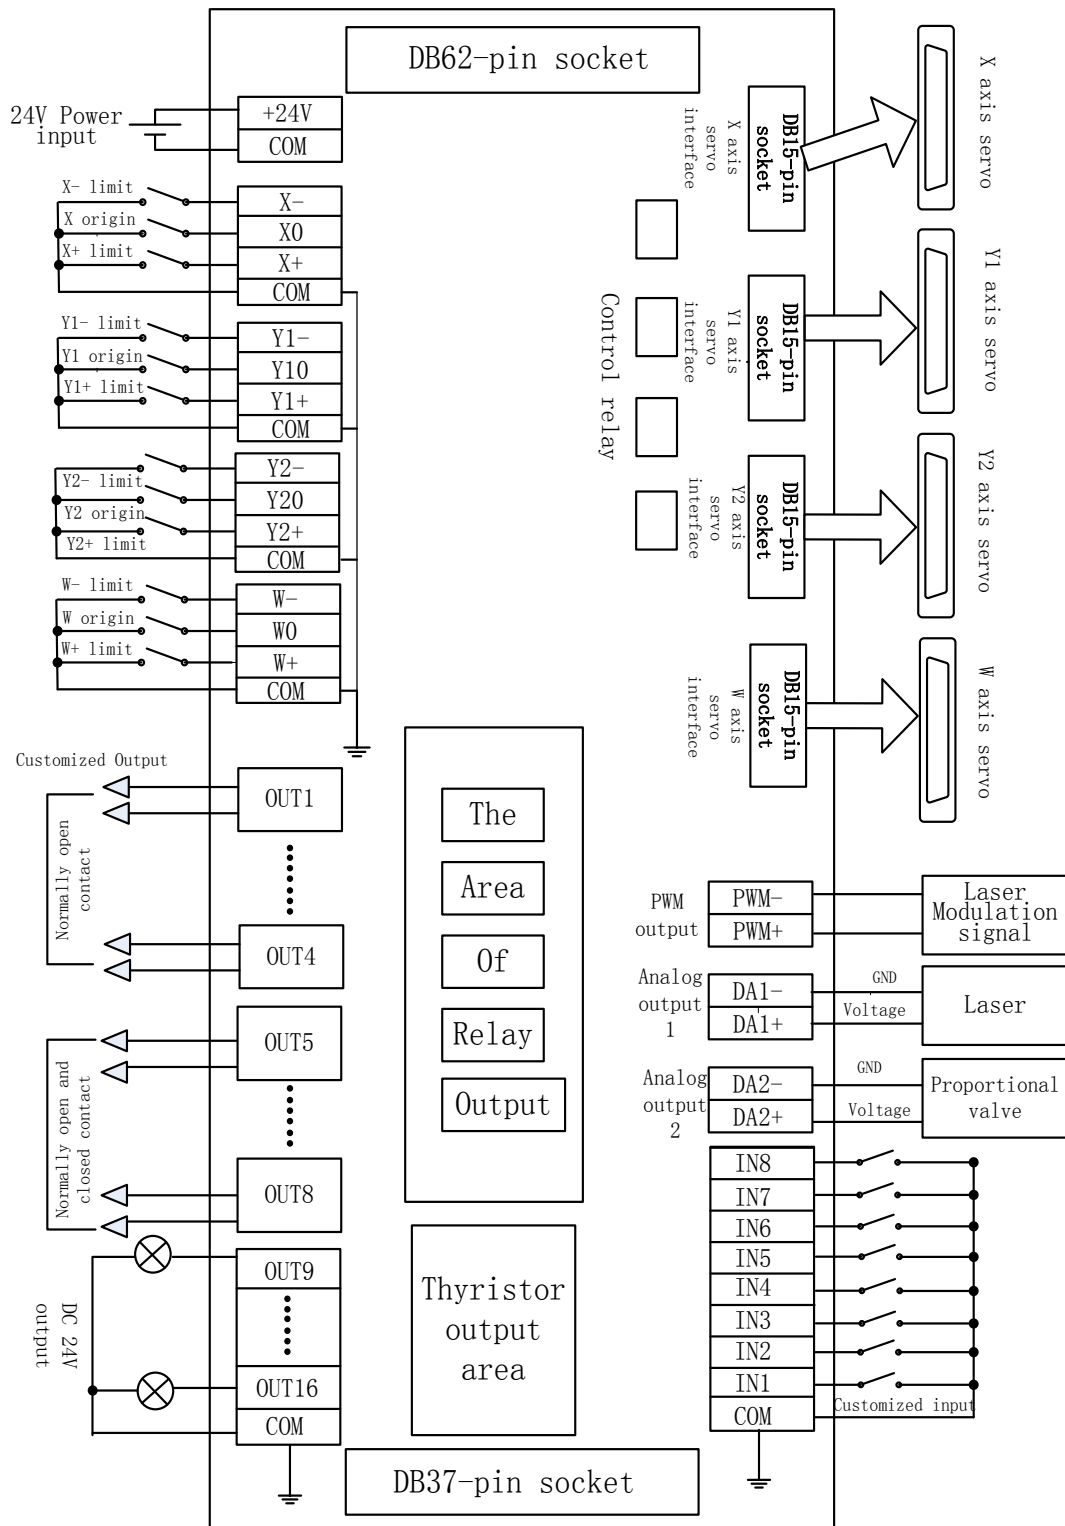 DB62-pin socket
24V Power
input
+24V
COM
X- limit
X origin
X+ limit
X-
X0
X+
COM
Y1- limit
Y1 origin
Y1+ limit
Y1-
Y10
Y1+
COM
Y2- limit
Y2 origin
Y2+ limit
Y2-
Y20
Y2+
COM
W- limit
W origin
W+ limit
W-
W0
W+
COM
Control relay
X axis
servo
interface
DB15-pin
socket
X axis servo
Y1 axis
servo
interface
DB15-pin
socket
Y1 axis servo
Y2 axis
servo
interface
DB15-pin
socket
Y2 axis servo
W axis
servo
interface
DB15-pin
socket
W axis servo
Customized Output
Normally open
contact
OUT1
OUT4
Normally open and
closed contact
OUT5
OUT8
DC 24V
output
OUT9
OUT16
COM
The
Area
Of
Relay
Output
Thyristor
output
area
PWM
output
PWM-
PWM+
Laser
Modulation
signal
Analog
output
1
DA1-
DA1+
GND
Voltage
Laser
Analog
output
2
DA2-
DA2+
GND
Voltage
Proportional
valve
IN8
IN7
IN6
IN5
IN4
IN3
IN2
IN1
COM
Customized input
DB37-pin socket